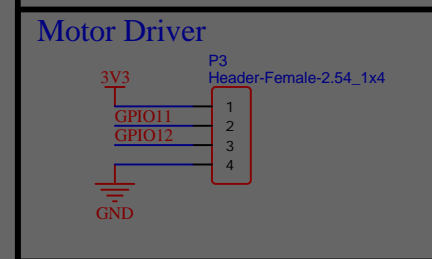 Motor Driver
P3
Header-Female-2.54_1x4
3V3
1
GPIO11
2
GPIO12
3
4
GND